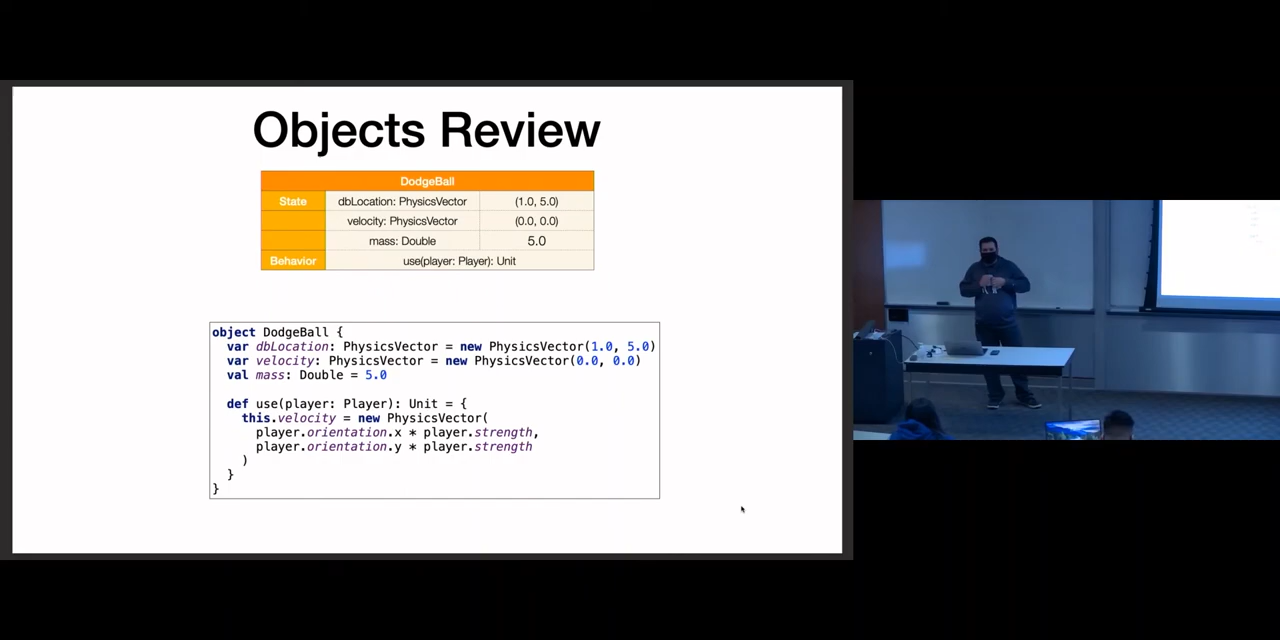 Objects Review
DodgeBall
State dbLocation: PhysicsVector (1.0, 5.0)
velocity: PhysicsVector (0.0, 0.0)
mass: Double 5.0
Behavior use(player: Player): Unit
object DodgeBall {
  var dbLocation: PhysicsVector = new PhysicsVector(1.0, 5.0)
  var velocity: PhysicsVector = new PhysicsVector(0.0, 0.0)
  val mass: Double = 5.0
  def use(player: Player): Unit = {
    this.velocity = new PhysicsVector(
      player.orientation.x * player.strength,
      player.orientation.y * player.strength
    )
  }
}